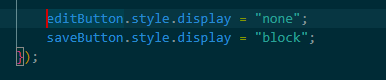 editButton.style.display = "none";
saveButton.style.display = "block";
});